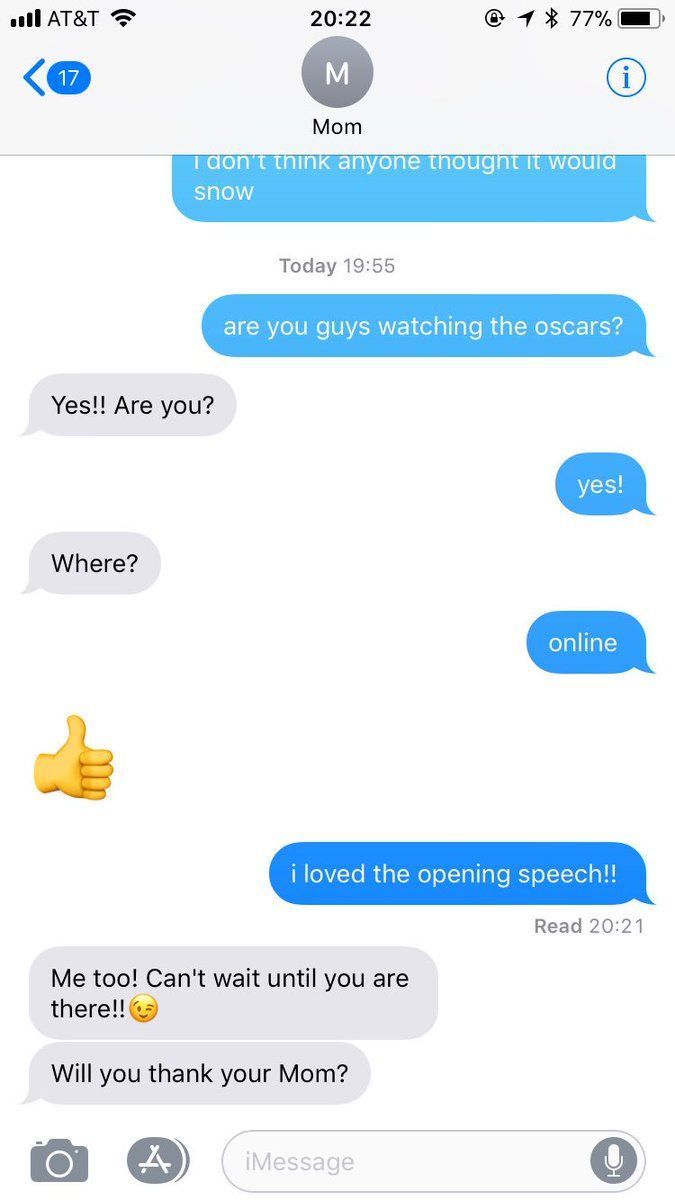 AT&T 20:22 77%
17
M
Mom
i don't think anyone thought it would
snow
Today 19:55
are you guys watching the oscars?
Yes!! Are you?
yes!
Where?
online
👍
i loved the opening speech!!
Read 20:21
Me too! Can't wait until you are
there!!😉
Will you thank your Mom?
iMessage